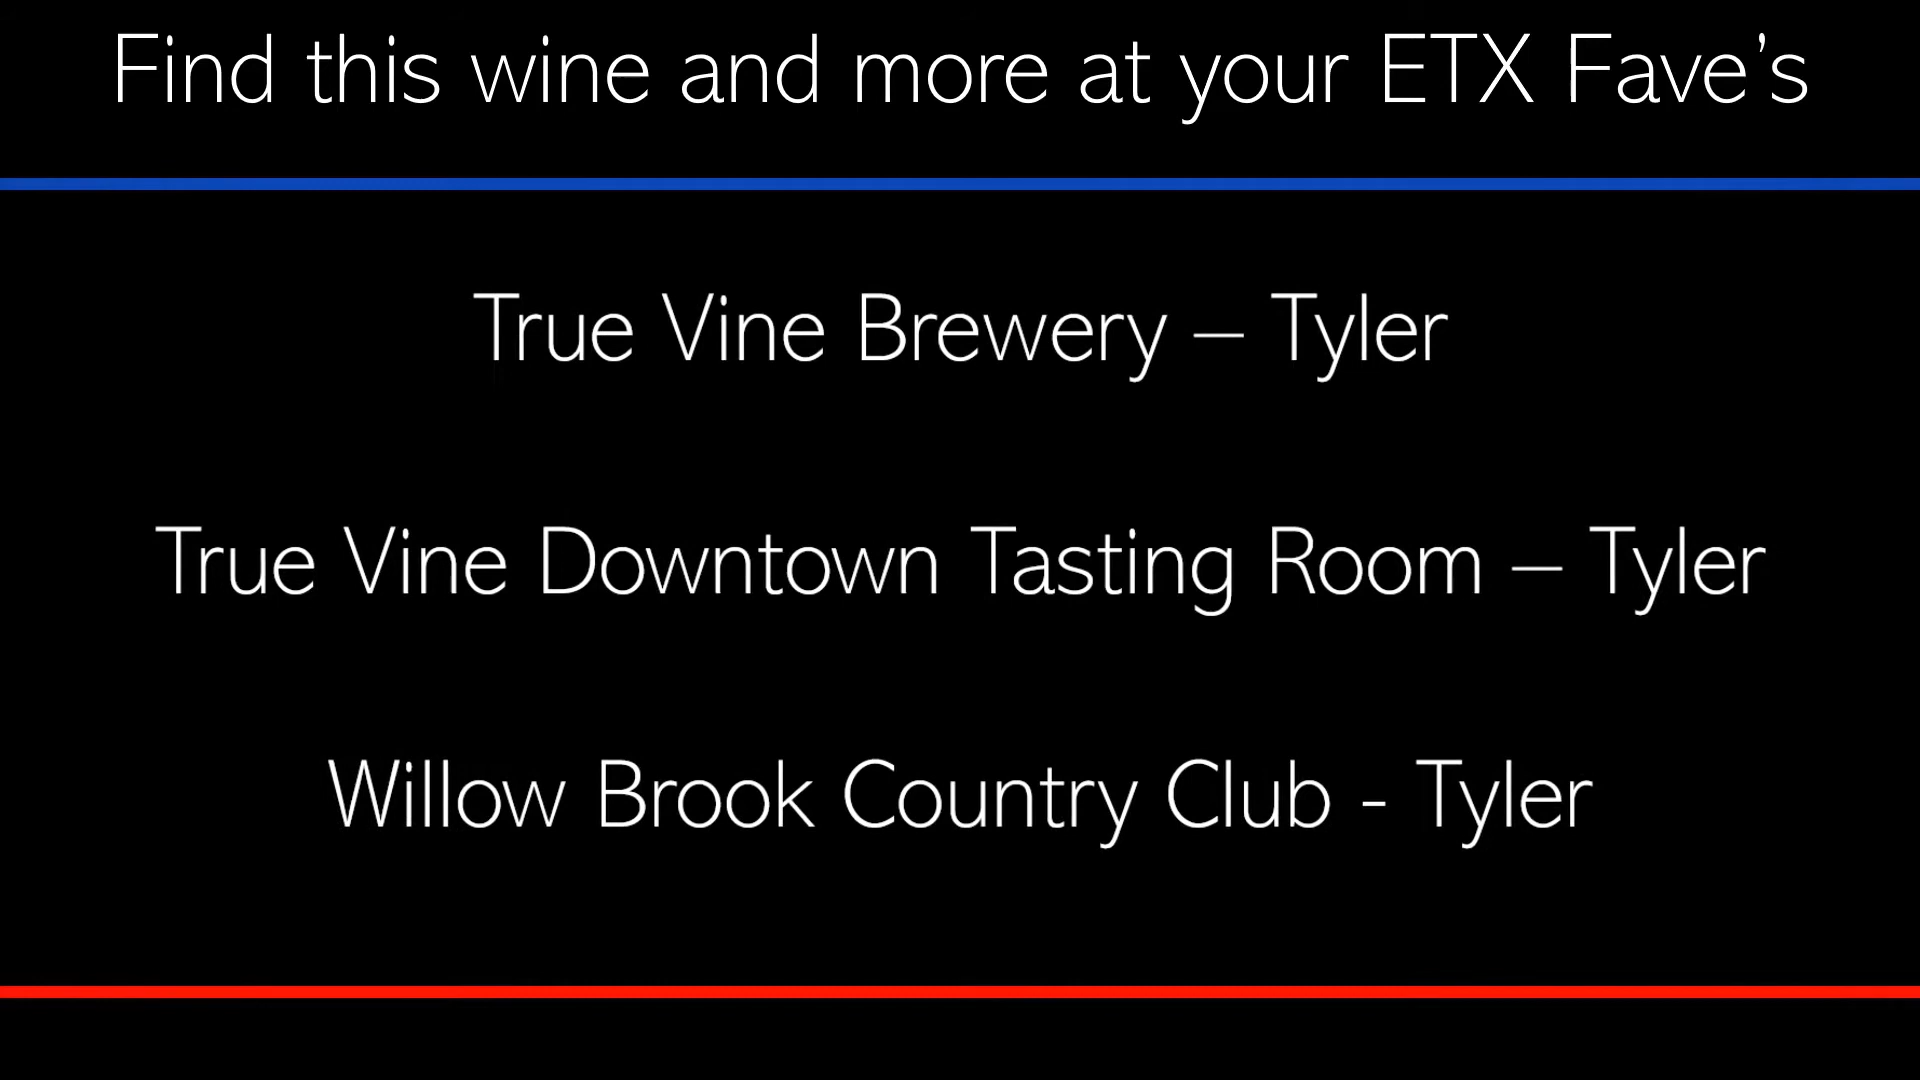 Find this wine and more at your ETX Fave’s
True Vine Brewery – Tyler
True Vine Downtown Tasting Room – Tyler
Willow Brook Country Club - Tyler